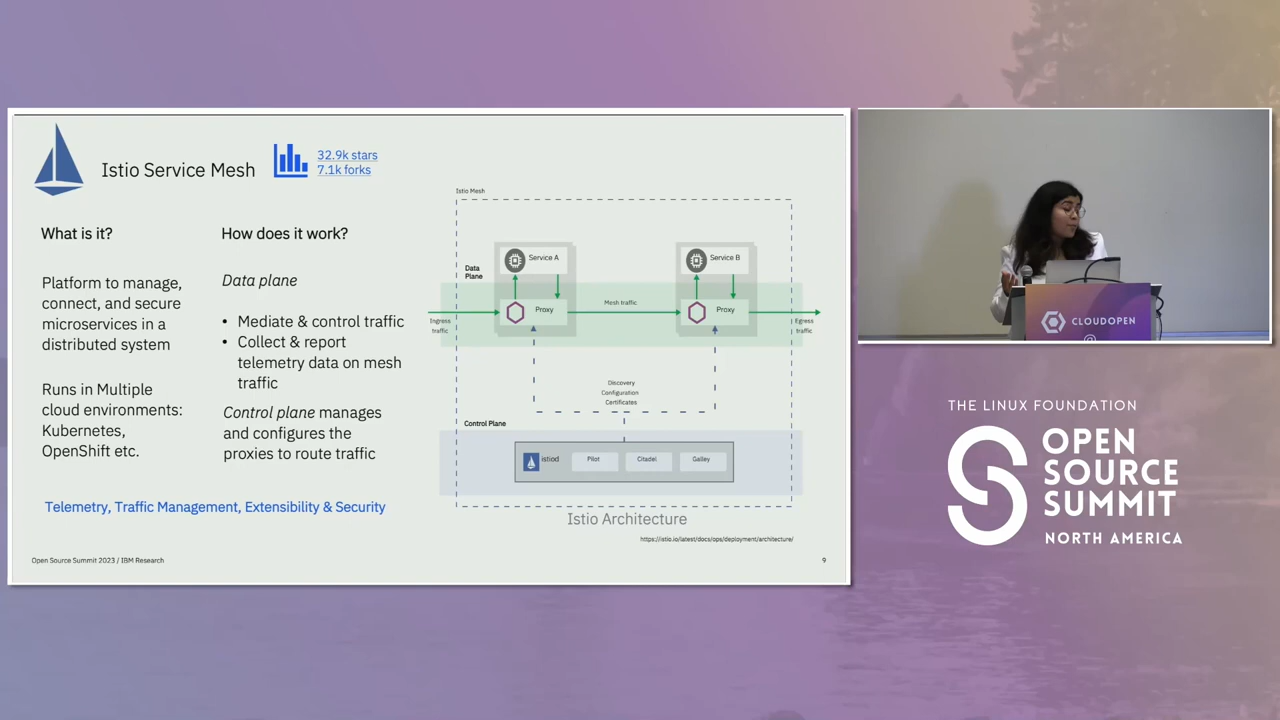 Istio Service Mesh
32.9k stars
7.1k forks
What is it?
Platform to manage,
connect, and secure
microservices in a
distributed system
Runs in Multiple
cloud environments:
Kubernetes,
OpenShift etc.
How does it work?
Data plane
• Mediate & control traffic
• Collect & report
telemetry data on mesh
traffic
Control plane manages
and configures the
proxies to route traffic
Telemetry, Traffic Management, Extensibility & Security
Istio Mesh
Data
Plane
Service A
Proxy
Service B
Proxy
Ingress
traffic
Mesh traffic
Egress
traffic
Discovery
Configuration
Certificates
Control Plane
istiod
Pilot
Citadel
Galley
Istio Architecture
https://istio.io/latest/docs/ops/deployment/architecture/
Open Source Summit 2023 / IBM Research
9
CLOUDOPEN
THE LINUX FOUNDATION
OPEN
SOURCE
SUMMIT
NORTH AMERICA